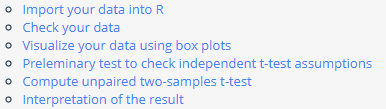 Import your data into R
Check your data
Visualize your data using box plots
Preleminary test to check independent t-test assumptions
Compute unpaired two-samples t-test
Interpretation of the result